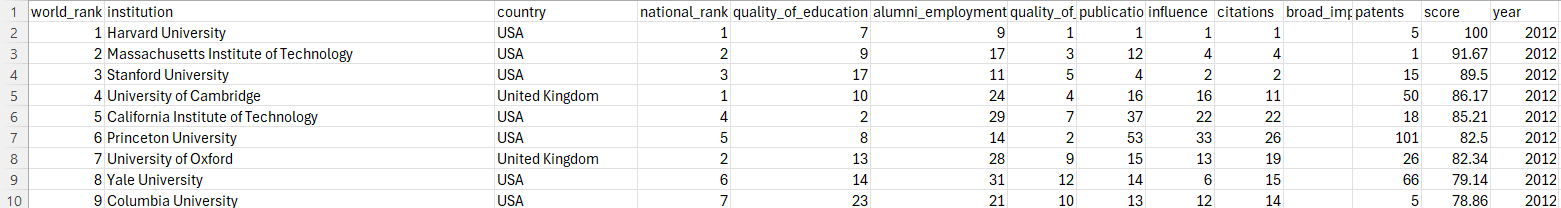 1 world_rank institution country national_rank quality_of_education alumni_employment quality_of_ publicatio influence citations broad_imp patents score year
2 1 Harvard University USA 1 7 9 1 1 1 1 5 100 2012
3 2 Massachusetts Institute of Technology USA 2 9 17 3 12 4 4 1 91.67 2012
4 3 Stanford University USA 3 17 11 5 4 2 2 15 89.5 2012
5 4 University of Cambridge United Kingdom 1 10 24 4 16 16 11 50 86.17 2012
6 5 California Institute of Technology USA 4 2 29 7 37 22 22 18 85.21 2012
7 6 Princeton University USA 5 8 14 2 53 33 26 101 82.5 2012
8 7 University of Oxford United Kingdom 2 13 28 9 15 13 19 26 82.34 2012
9 8 Yale University USA 6 14 31 12 14 6 15 66 79.14 2012
10 9 Columbia University USA 7 23 21 10 13 12 14 5 78.86 2012